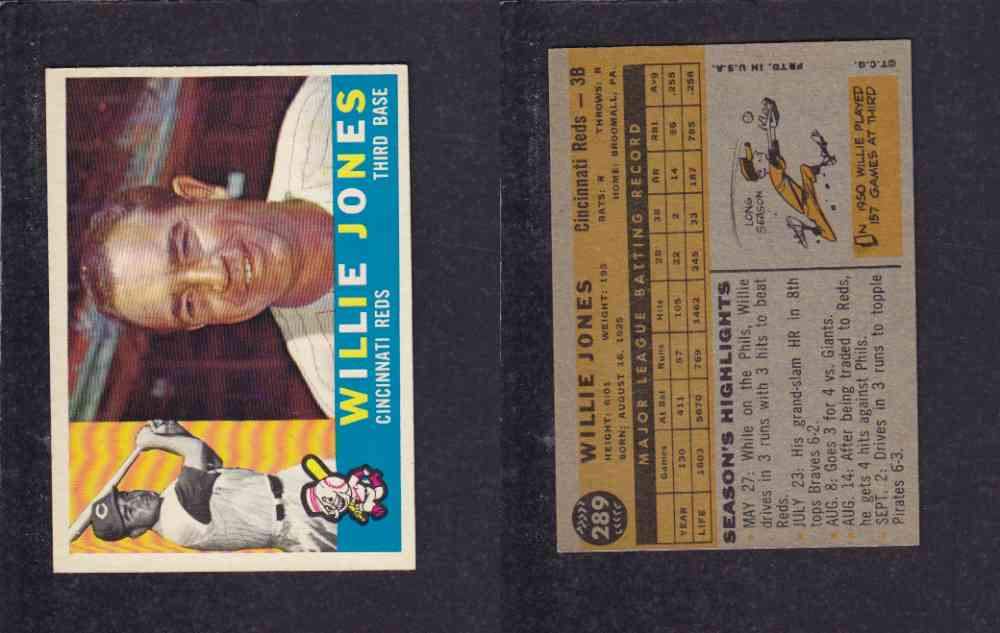 WILLIE JONES
CINCINNATI REDS THIRD BASE
C
289
WILLIE JONES Cincinnati Reds — 3B
HEIGHT: 6:01 WEIGHT: 195 BATS: R THROWS: R
BORN: AUGUST 16, 1925 HOME: BROOMALL, PA.
MAJOR LEAGUE BATTING RECORD
Games At Bat Runs Hits 2B 3B HR RBI Avg
YEAR 130 411 57 105 22 2 14 56 .255
LIFE 1603 5670 769 1462 245 33 187 785 .258
SEASON'S HIGHLIGHTS
MAY 27: While on the Phils, Willie
drives in 3 runs with 3 hits to beat
Reds.
JULY 23: His grand-slam HR in 8th
tops Braves 6-2.
AUG. 8: Goes 3 for 4 vs. Giants.
AUG. 14: After being traded to Reds,
he gets 4 hits against Phils.
SEPT. 2: Drives in 3 runs to topple
Pirates 6-3.
LONG
SEASON
IN 1950 WILLIE PLAYED
157 GAMES AT THIRD
©T.C.G. PRTD. IN U.S.A.